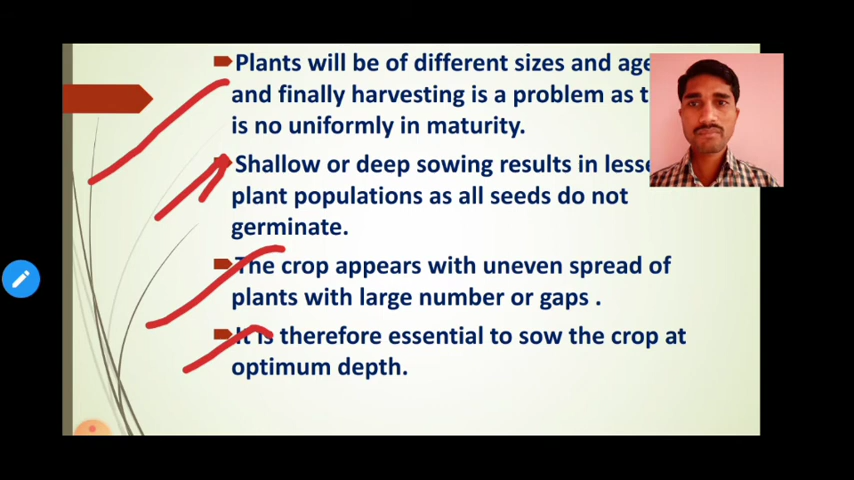 Plants will be of different sizes and
and finally harvesting is a problem as
is no uniformly in maturity.
Shallow or deep sowing results in
plant populations as all seeds do not
germinate.
The crop appears with uneven spread of
plants with large number or gaps .
It is therefore essential to sow the crop at
optimum depth.